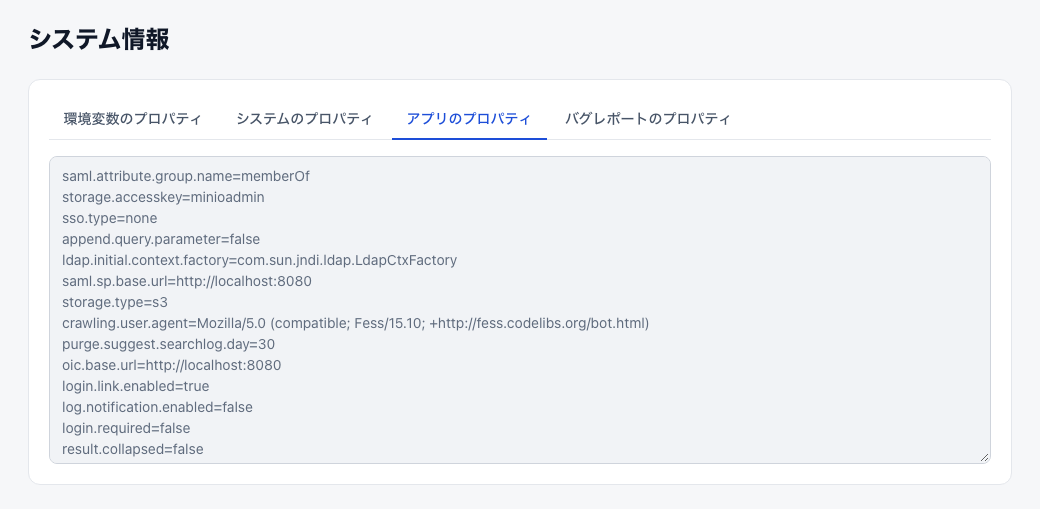 システム情報
環境変数のプロパティ
システムのプロパティ
アプリのプロパティ
バグレポートのプロパティ
saml.attribute.group.name=memberOf
storage.accesskey=minioadmin
sso.type=none
append.query.parameter=false
ldap.initial.context.factory=com.sun.jndi.ldap.LdapCtxFactory
saml.sp.base.url=http://localhost:8080
storage.type=s3
crawling.user.agent=Mozilla/5.0 (compatible; Fess/15.10; +http://fess.codelibs.org/bot.html)
purge.suggest.searchlog.day=30
oic.base.url=http://localhost:8080
login.link.enabled=true
log.notification.enabled=false
login.required=false
result.collapsed=false